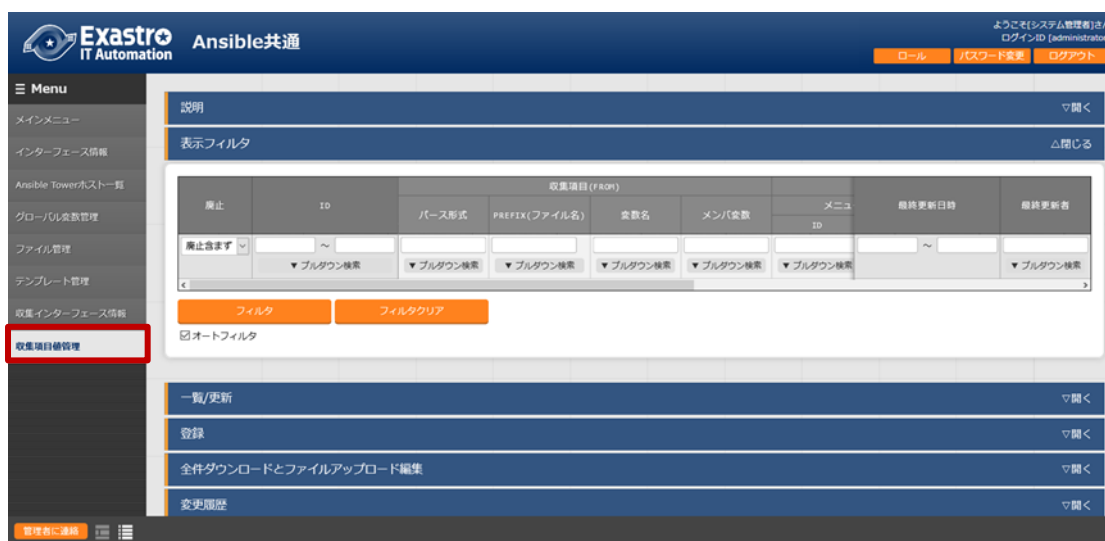 Exastro
IT Automation
Ansible共通
ようこそ[システム管理者]さん
ログインID [administrator
ロール
パスワード変更
ログアウト
Menu
メインメニュー
インターフェース情報
Ansible Towerホスト一覧
グローバル変数管理
ファイル管理
テンプレート管理
収集インターフェース情報
収集項目値管理
説明
▽開く
表示フィルタ
△閉じる
廃止
ID
収集項目(FROM)
パース形式
PREFIX(ファイル名)
変数名
メンバ変数
メニュ
ID
最終更新日時
最終更新者
廃止含まず
～
～
▼プルダウン検索
▼プルダウン検索
▼プルダウン検索
▼プルダウン検索
▼プルダウン検索
▼プルダウン検索
▼プルダウン検索
フィルタ
フィルタクリア
オートフィルタ
一覧/更新
▽開く
登録
▽開く
全件ダウンロードとファイルアップロード編集
▽開く
変更履歴
▽開く
管理者に連絡